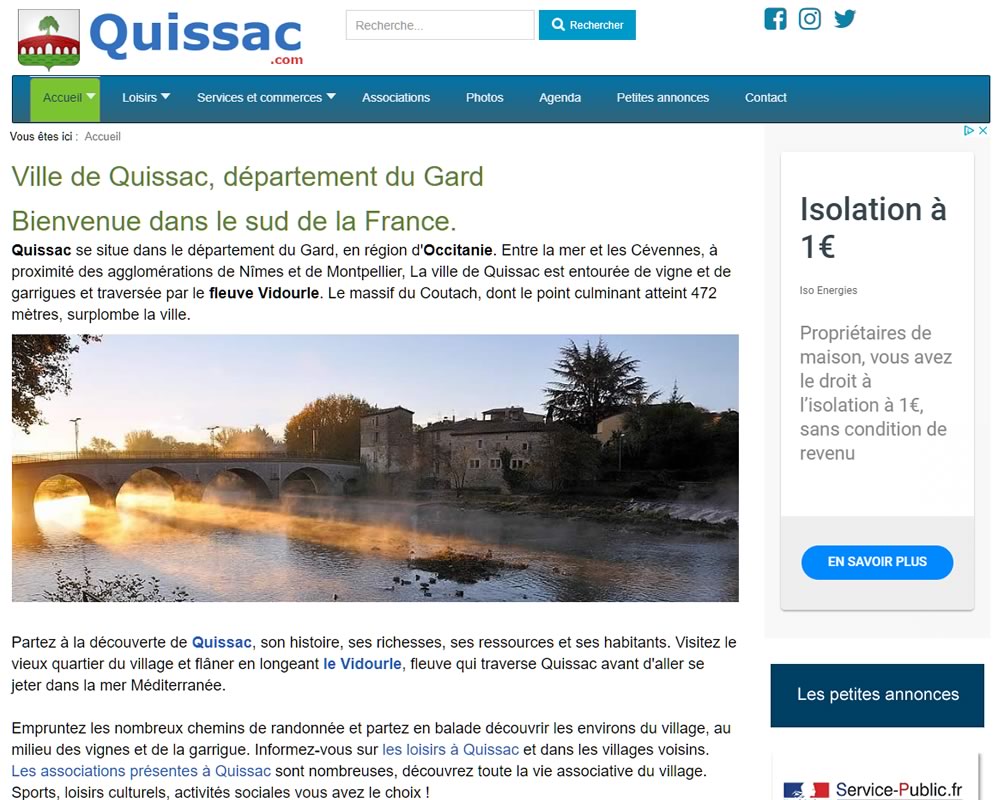 Quissac
.com
Recherche...
Rechercher
Accueil
Loisirs
Services et commerces
Associations
Photos
Agenda
Petites annonces
Contact
Vous êtes ici : Accueil
Ville de Quissac, département du Gard
Bienvenue dans le sud de la France.
Quissac se situe dans le département du Gard, en région d'Occitanie. Entre la mer et les Cévennes, à
proximité des agglomérations de Nîmes et de Montpellier, La ville de Quissac est entourée de vigne et de
garrigues et traversée par le fleuve Vidourle. Le massif du Coutach, dont le point culminant atteint 472
mètres, surplombe la ville.
Partez à la découverte de Quissac, son histoire, ses richesses, ses ressources et ses habitants. Visitez le
vieux quartier du village et flâner en longeant le Vidourle, fleuve qui traverse Quissac avant d'aller se
jeter dans la mer Méditerranée.
Empruntez les nombreux chemins de randonnée et partez en balade découvrir les environs du village, au
milieu des vignes et de la garrigue. Informez-vous sur les loisirs à Quissac et dans les villages voisins.
Les associations présentes à Quissac sont nombreuses, découvrez toute la vie associative du village.
Sports, loisirs culturels, activités sociales vous avez le choix !
Isolation à
1€
Iso Energies
Propriétaires de
maison, vous avez
le droit à
l'isolation à 1€,
sans condition de
revenu
EN SAVOIR PLUS
Les petites annonces
Service-Public.fr